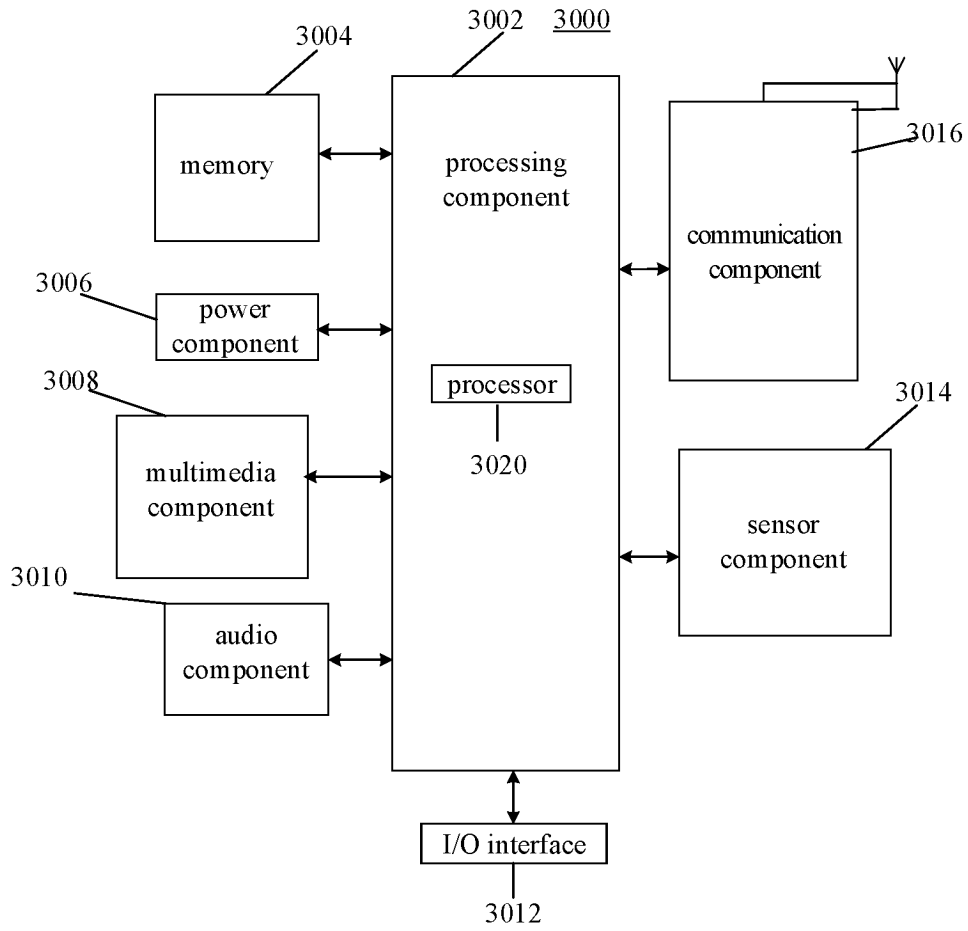 3002
3000
3004
memory
processing
component
3016
communication
component
3006
power
component
processor
3020
3008
multimedia
component
3014
sensor
component
3010
audio
component
I/O interface
3012